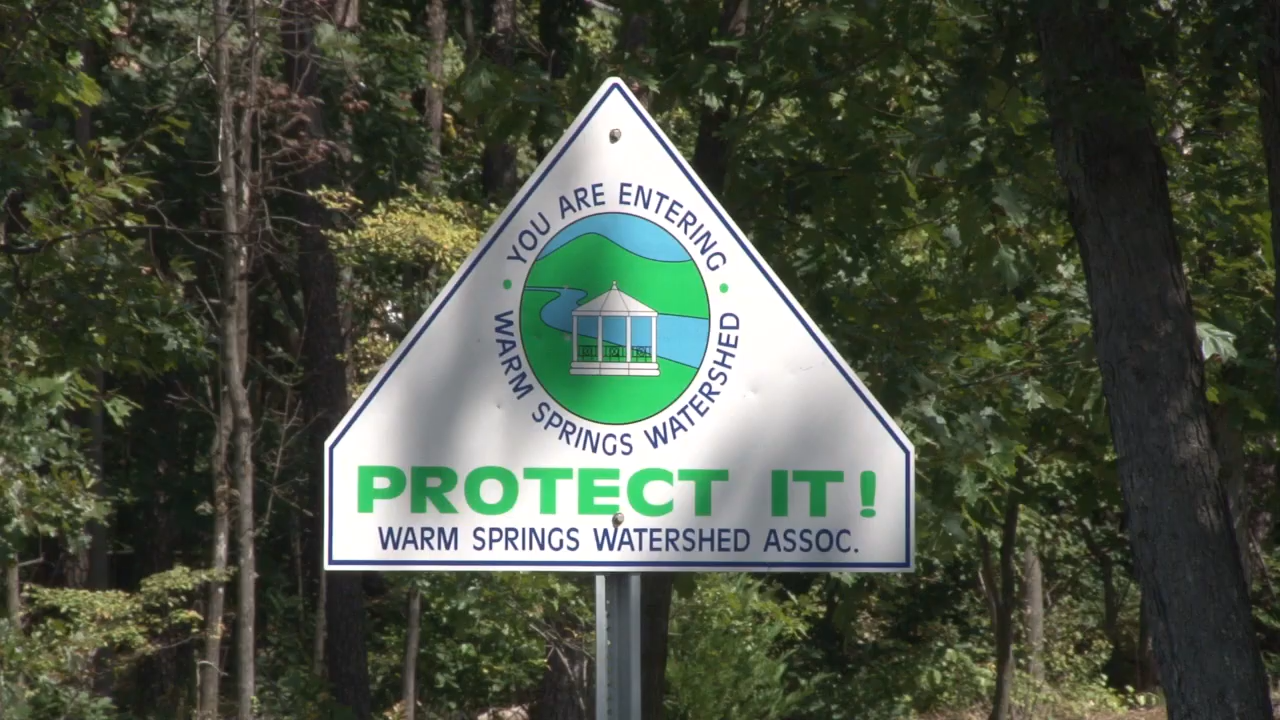 YOU ARE ENTERING
WARM SPRINGS WATERSHED
PROTECT IT!
WARM SPRINGS WATERSHED ASSOC.